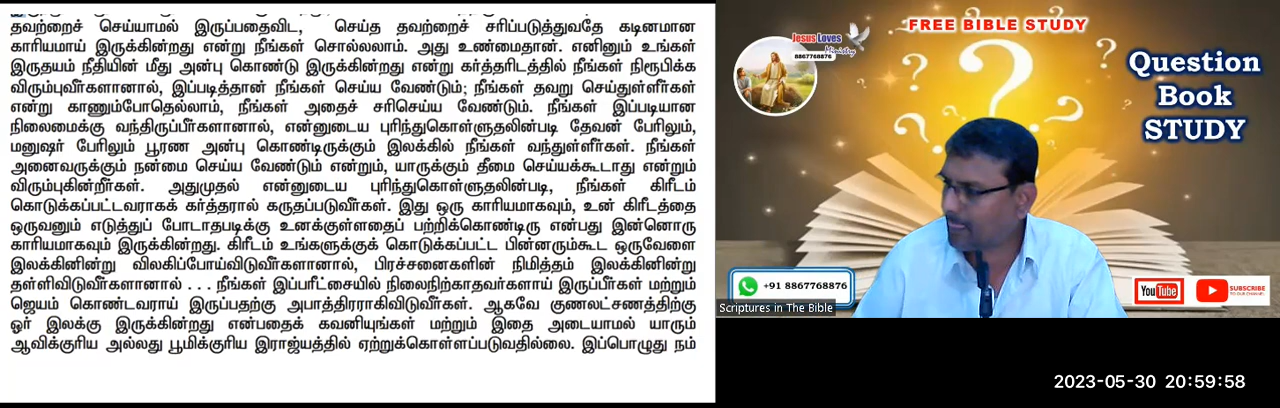 தவற்றைச் செய்யாமல் இருப்பதைவிட, செய்த தவற்றைச் சரிப்படுத்துவதே கடினமான
காரியமாய் இருக்கின்றது என்று நீங்கள் சொல்லலாம். அது உண்மைதான். எனினும் உங்கள்
இருதயம் நீதியின் மீது அன்பு கொண்டு இருக்கின்றது என்று கர்த்தரிடத்தில் நீங்கள் நிரூபிக்க
விரும்புவீர்களானால், இப்படித்தான் நீங்கள் செய்ய வேண்டும்; நீங்கள் தவறு செய்துள்ளீர்கள்
என்று காணும்போதெல்லாம், நீங்கள் அதைச் சரிசெய்ய வேண்டும். நீங்கள் இப்படியான
நிலைமைக்கு வந்திருப்பீர்களானால், என்னுடைய புரிந்துகொள்ளுதலின்படி தேவன் பேரிலும்,
மனுஷர் பேரிலும் பூரண அன்பு கொண்டிருக்கும் இலக்கில் நீங்கள் வந்துள்ளீர்கள். நீங்கள்
அனைவருக்கும் நன்மை செய்ய வேண்டும் என்றும், யாருக்கும் தீமை செய்யக்கூடாது என்றும்
விரும்புகின்றீர்கள். அதுமுதல் என்னுடைய புரிந்துகொள்ளுதலின்படி, நீங்கள் கிரீடம்
கொடுக்கப்பட்டவராகக் கர்த்தரால் கருதப்படுவீர்கள். இது ஒரு காரியமாகவும், உன் கிரீடத்தை
ஒருவனும் எடுத்துப் போடாதபடிக்கு உனக்குள்ளதைப் பற்றிக்கொண்டிரு என்பது இன்னொரு
காரியமாகவும் இருக்கின்றது. கிரீடம் உங்களுக்குக் கொடுக்கப்பட்ட பின்னரும்கூட ஒருவேளை
இலக்கினின்று விலகிப்போய்விடுவீர்களானால், பிரச்சனைகளின் நிமித்தம் இலக்கினின்று
தள்ளிவிடுவீர்களானால் . . . நீங்கள் இப்பரீட்சையில் நிலைநிற்காதவர்களாய் இருப்பீர்கள் மற்றும்
ஜெயம் கொண்டவராய் இருப்பதற்கு அபாத்திரராகிவிடுவீர்கள். ஆகவே குணலட்சணத்திற்கு
ஓர் இலக்கு இருக்கின்றது என்பதைக் கவனியுங்கள் மற்றும் இதை அடையாமல் யாரும்
ஆவிக்குரிய அல்லது பூமிக்குரிய இராஜ்யத்தில் ஏற்றுக்கொள்ளப்படுவதில்லை. இப்பொழுது நம்
FREE BIBLE STUDY
Jesus Loves
Ministry
8867768876
Question
Book
STUDY
+91 8867768876
YouTube
SUBSCRIBE
TO OUR CHANNEL
Scriptures in The Bible
2023-05-30 20:59:58